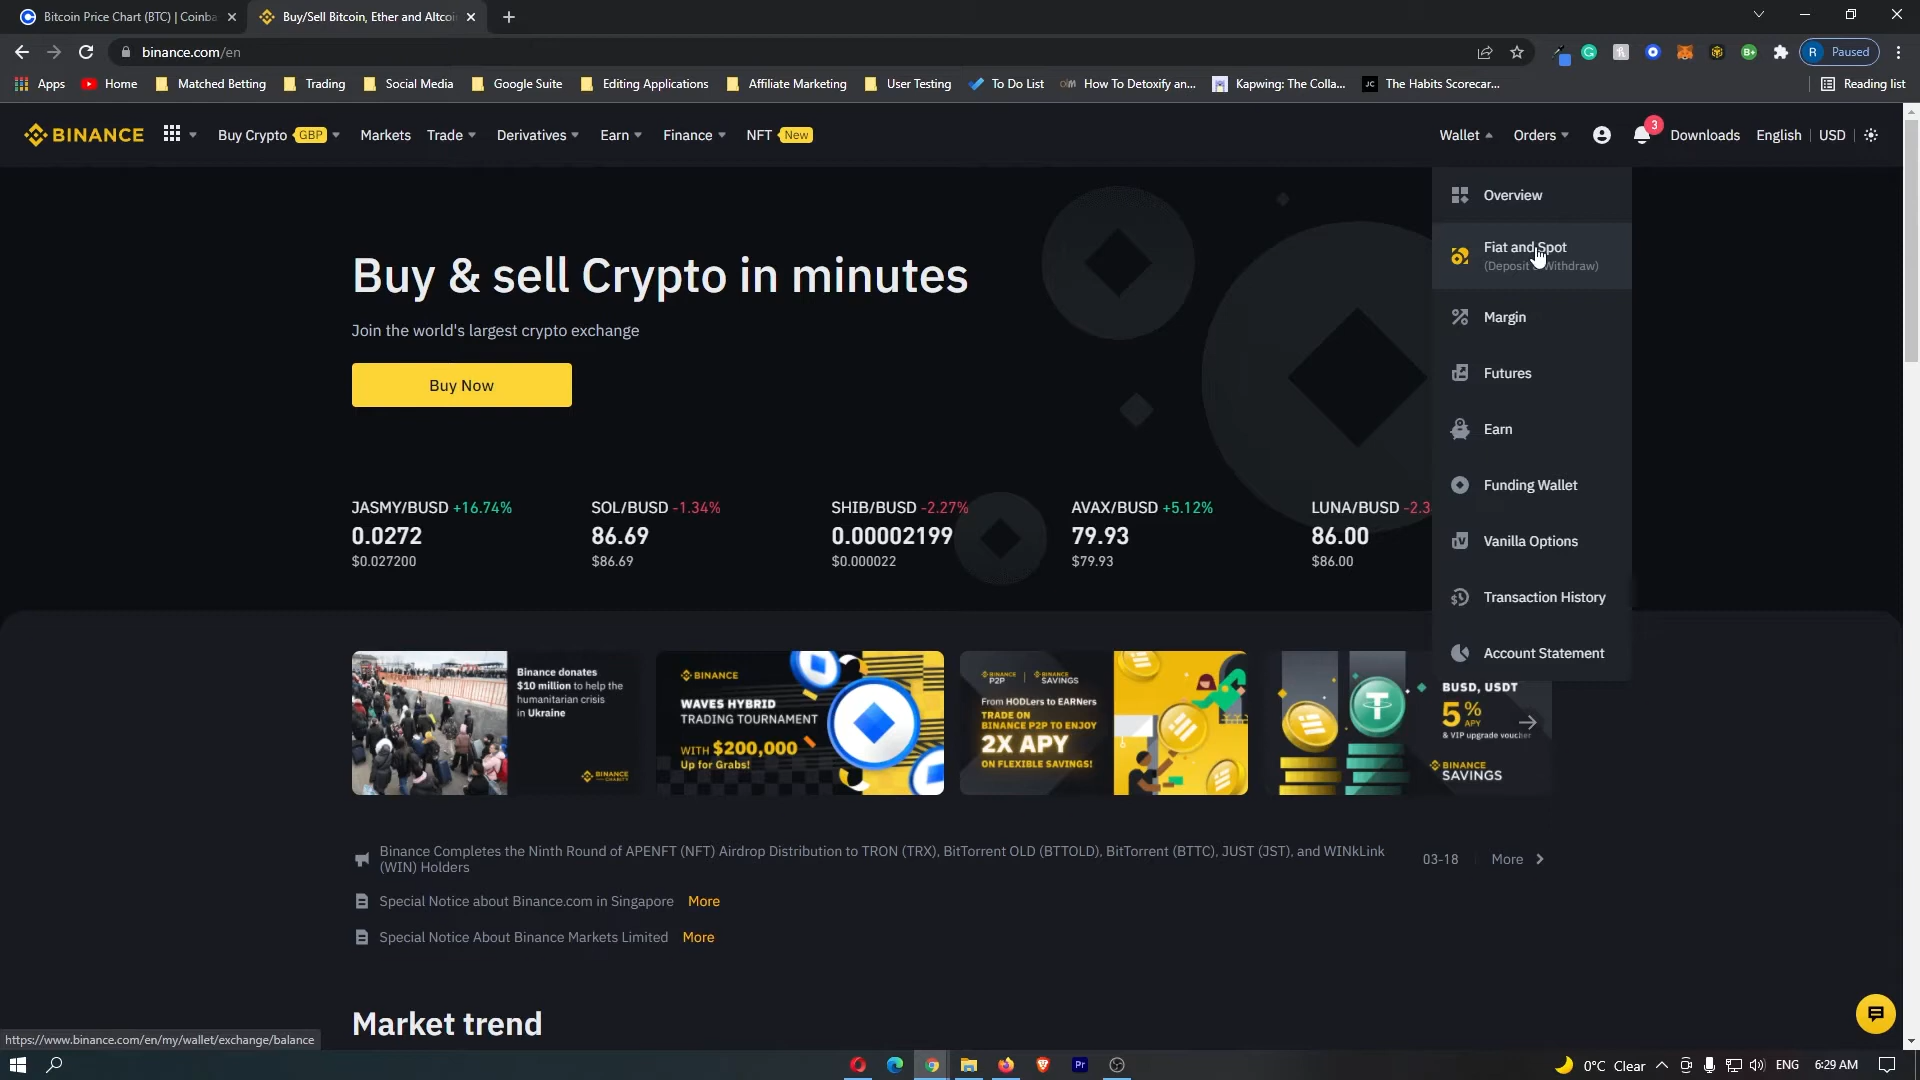 Bitcoin Price Chart (BTC) | Coinba
Buy/Sell Bitcoin, Ether and Altcoi
binance.com/en
R Paused
Apps
Home
Matched Betting
Trading
Social Media
Google Suite
Editing Applications
Affiliate Marketing
User Testing
To Do List
How To Detoxify an...
Kapwing: The Colla...
JC
The Habits Scorecar...
Reading list
BINANCE
Buy Crypto GBP
Markets
Trade
Derivatives
Earn
Finance
NFT New
Wallet
Orders
3
Downloads
English
USD
Overview
Fiat and Spot
(Deposit & Withdraw)
Margin
Futures
Earn
Funding Wallet
Vanilla Options
Transaction History
Account Statement
Buy & sell Crypto in minutes
Join the world's largest crypto exchange
Buy Now
JASMY/BUSD +16.74%
0.0272
$0.027200
SOL/BUSD -1.34%
86.69
$86.69
SHIB/BUSD -2.27%
0.00002199
$0.000022
AVAX/BUSD +5.12%
79.93
$79.93
LUNA/BUSD -2.3
86.00
$86.00
Binance donates
$10 million to help the
humanitarian crisis
in Ukraine
BINANCE
CHARITY
BINANCE
WAVES HYBRID
TRADING TOURNAMENT
WITH $200,000
Up for Grabs!
BINANCE
P2P
BINANCE
SAVINGS
From HODLers to EARNers
TRADE ON
BINANCE P2P TO ENJOY
2X APY
ON FLEXIBLE SAVINGS!
BUSD, USDT
5% APY
& VIP upgrade voucher
BINANCE
SAVINGS
Binance Completes the Ninth Round of APENFT (NFT) Airdrop Distribution to TRON (TRX), BitTorrent OLD (BTTOLD), BitTorrent (BTTC), JUST (JST), and WINkLink
(WIN) Holders
03-18
More
Special Notice about Binance.com in Singapore More
Special Notice About Binance Markets Limited More
Market trend
https://www.binance.com/en/my/wallet/exchange/balance
Pr
0°C Clear
ENG
6:29 AM